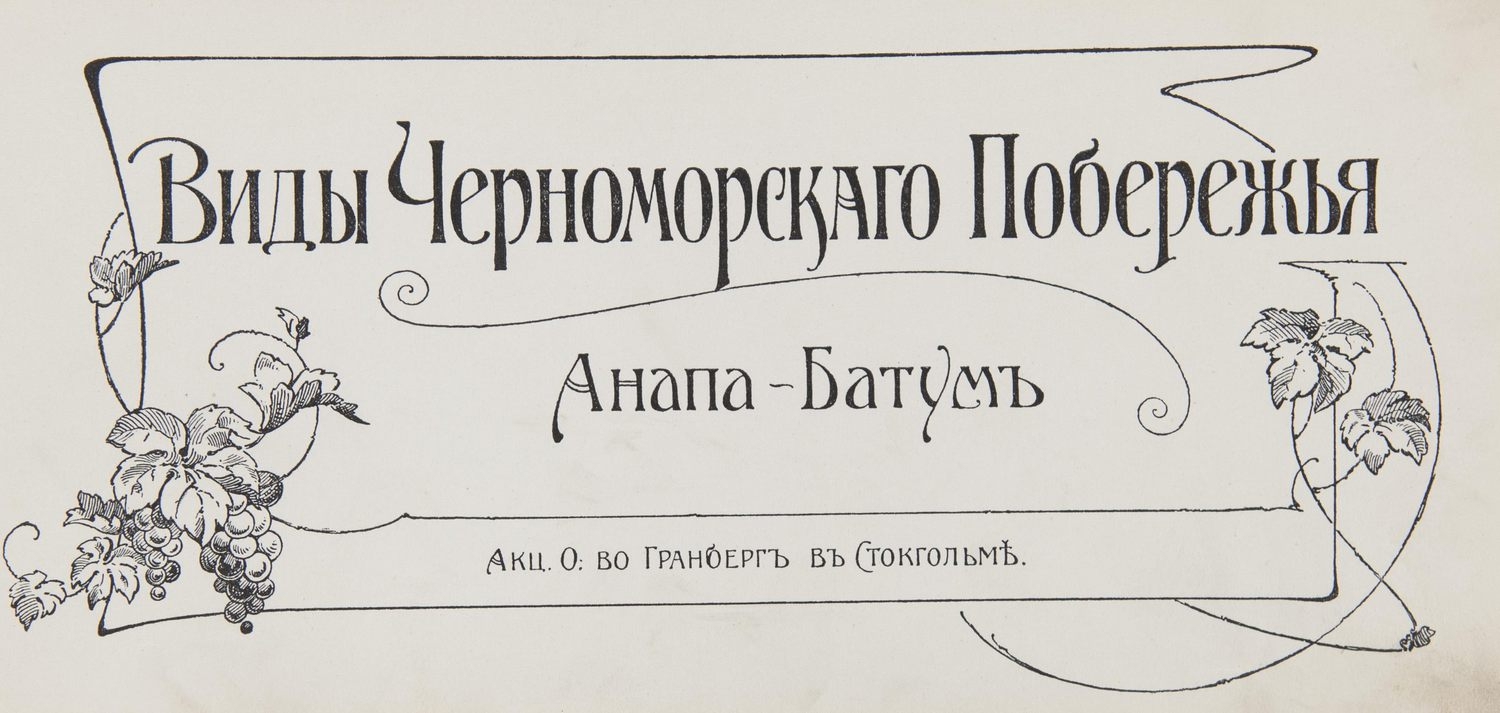 Виды Черноморскаго Побережья
Анапа - Батумъ
Акц. О: во Гранбергъ въ Стокгольмѣ.